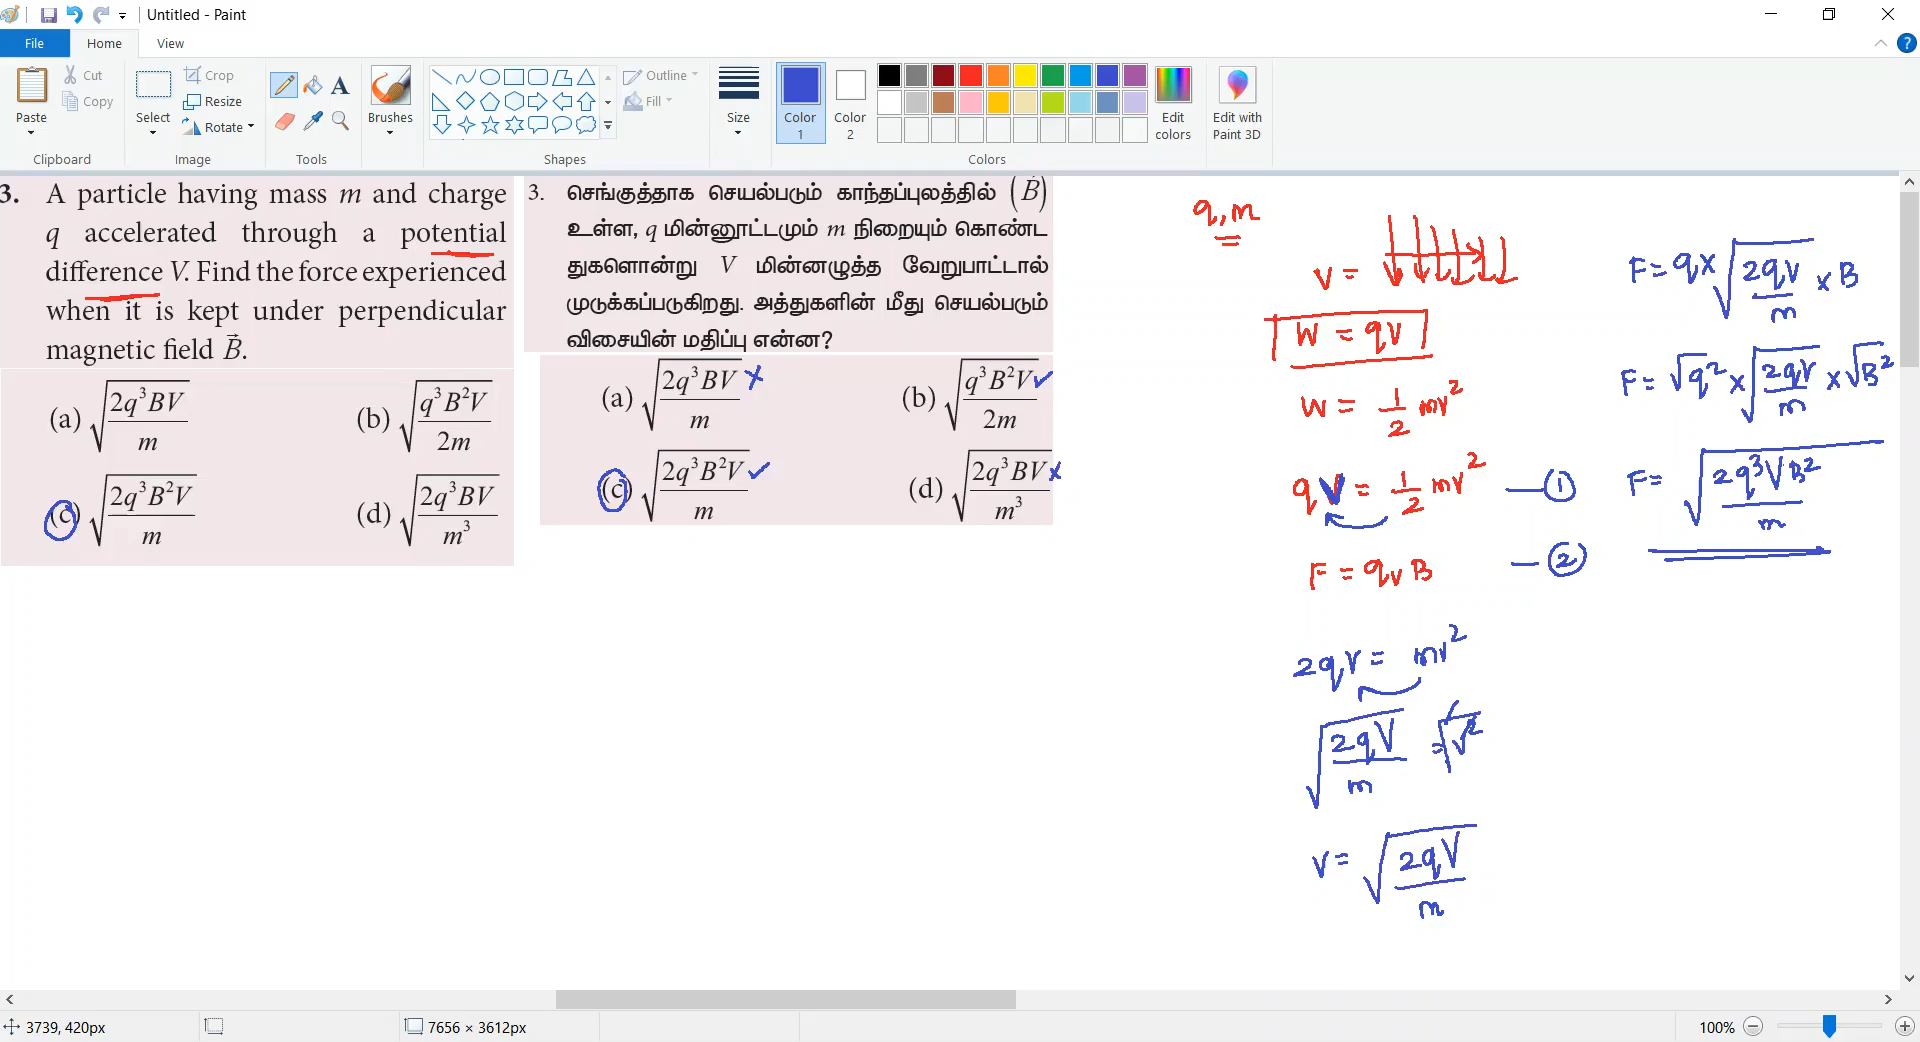 Untitled - Paint
File Home View
Paste
Cut
Copy
Clipboard
Select
Crop
Resize
Rotate
Image
Tools
Brushes
Outline
Fill
Shapes
Size
Color 1
Color 2
Edit colors
Edit with Paint 3D
Colors
3. A particle having mass m and charge
q accelerated through a potential
difference V. Find the force experienced
when it is kept under perpendicular
magnetic field \vec{B}.
(a) √(2q³BV/m) (b) √(q³B²V/2m)
(c) √(2q³B²V/m) (d) √(2q³BV/m³)
3. செங்குத்தாக செயல்படும் காந்தப்புலத்தில் (\vec{B})
உள்ள, q மின்னூட்டமும் m நிறையும் கொண்ட
துகளொன்று V மின்னழுத்த வேறுபாட்டால்
முடுக்கப்படுகிறது. அத்துகளின் மீது செயல்படும்
விசையின் மதிப்பு என்ன?
(a) √(2q³BV/m) × (b) √(q³B²V/2m) ✓
(c) √(2q³B²V/m) ✓ (d) √(2q³BV/m³) ×
q, m
V =
W = qV
W = 1/2 mv²
qV = 1/2 mv² — ①
F = qvB — ②
2qV = mv²
√(2qV/m) = √v²
v = √(2qV/m)
F = q × √(2qV/m) × B
F = √q² × √(2qV/m) × √B²
F = √(2q³VB²/m)
3739, 420px
7656 × 3612px
100%